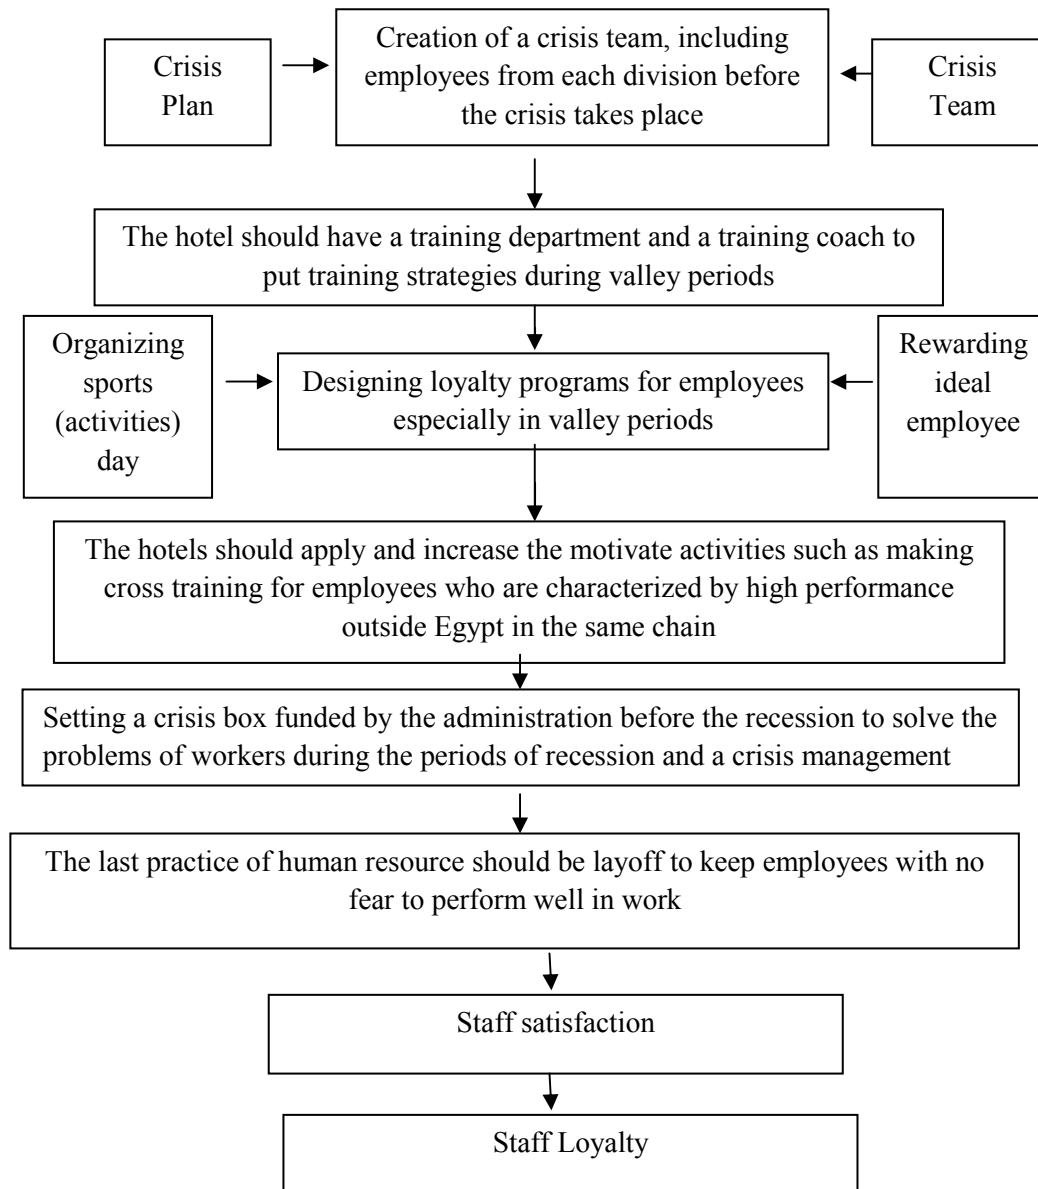 Crisis
Plan
Creation of a crisis team, including
employees from each division before
the crisis takes place
Crisis
Team
The hotel should have a training department and a training coach to
put training strategies during valley periods
Organizing
sports
(activities)
day
Designing loyalty programs for employees
especially in valley periods
Rewarding
ideal
employee
The hotels should apply and increase the motivate activities such as making
cross training for employees who are characterized by high performance
outside Egypt in the same chain
Setting a crisis box funded by the administration before the recession to solve the
problems of workers during the periods of recession and a crisis management
The last practice of human resource should be layoff to keep employees with no
fear to perform well in work
Staff satisfaction
Staff Loyalty